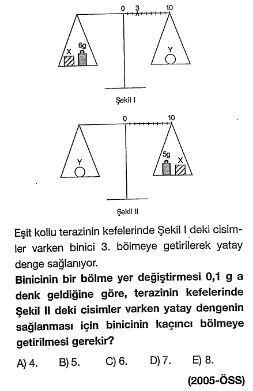 0 3 10
X 6g Y
Şekil I
0 10
Y 5g X
Şekil II
Eşit kollu terazinin kefelerinde Şekil I deki cisim-
ler varken binici 3. bölmeye getirilerek yatay
denge sağlanıyor.
Binicinin bir bölme yer değiştirmesi 0,1 g a
denk geldiğine göre, terazinin kefelerinde
Şekil II deki cisimler varken yatay dengenin
sağlanması için binicinin kaçıncı bölmeye
getirilmesi gerekir?
A) 4. B) 5. C) 6. D) 7. E) 8.
(2005-ÖSS)